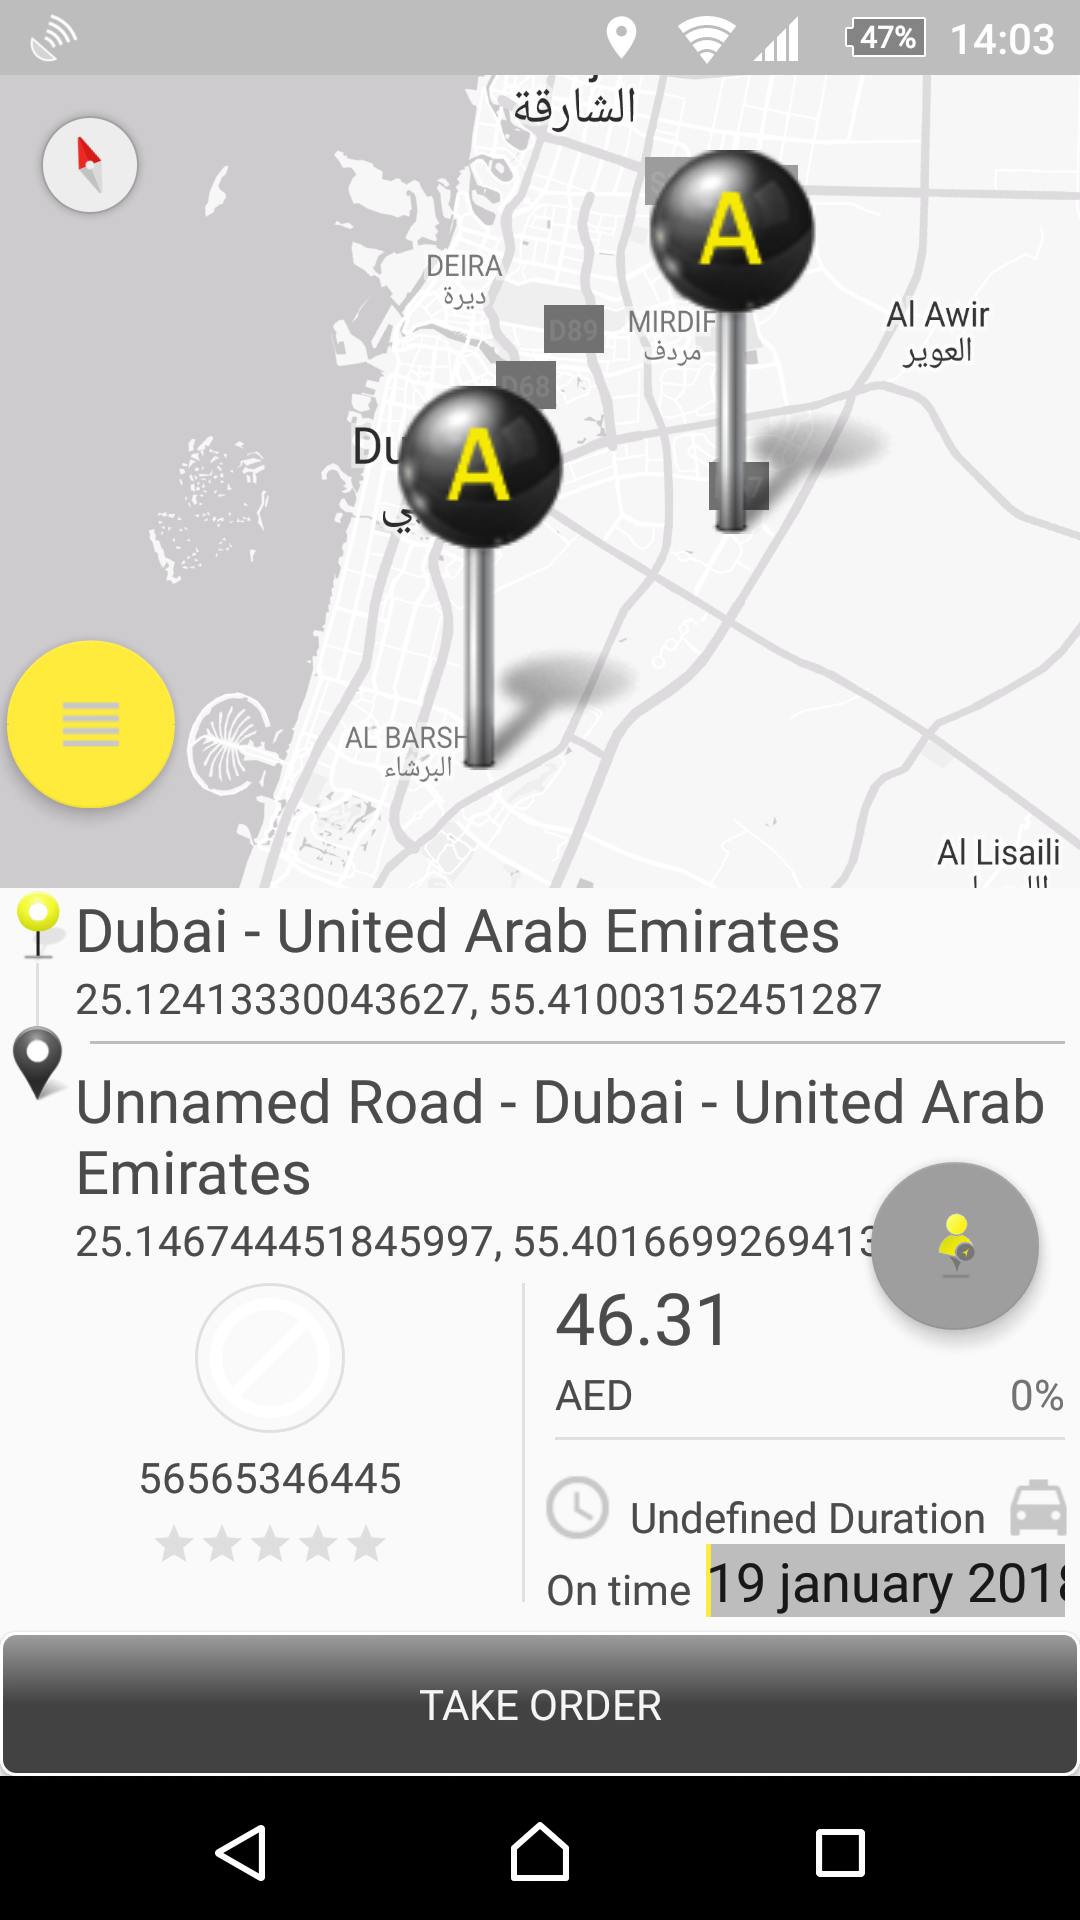 47% 14:03
الشارقة
A
DEIRA
ديرة
D89
MIRDIF
مردف
Al Awir
العوير
D68
A
AL BARSH
البرشاء
Al Lisaili
Dubai - United Arab Emirates
25.12413330043627, 55.41003152451287
Unnamed Road - Dubai - United Arab
Emirates
25.146744451845997, 55.4016699269413
46.31
AED 0%
56565346445
Undefined Duration
On time 19 january 2018
TAKE ORDER